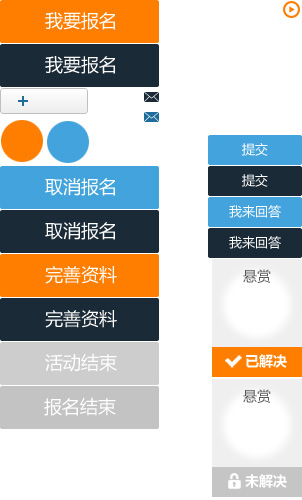 我要报名
我要报名
取消报名
取消报名
完善资料
完善资料
活动结束
报名结束
提交
提交
我来回答
我来回答
悬赏
已解决
悬赏
未解决